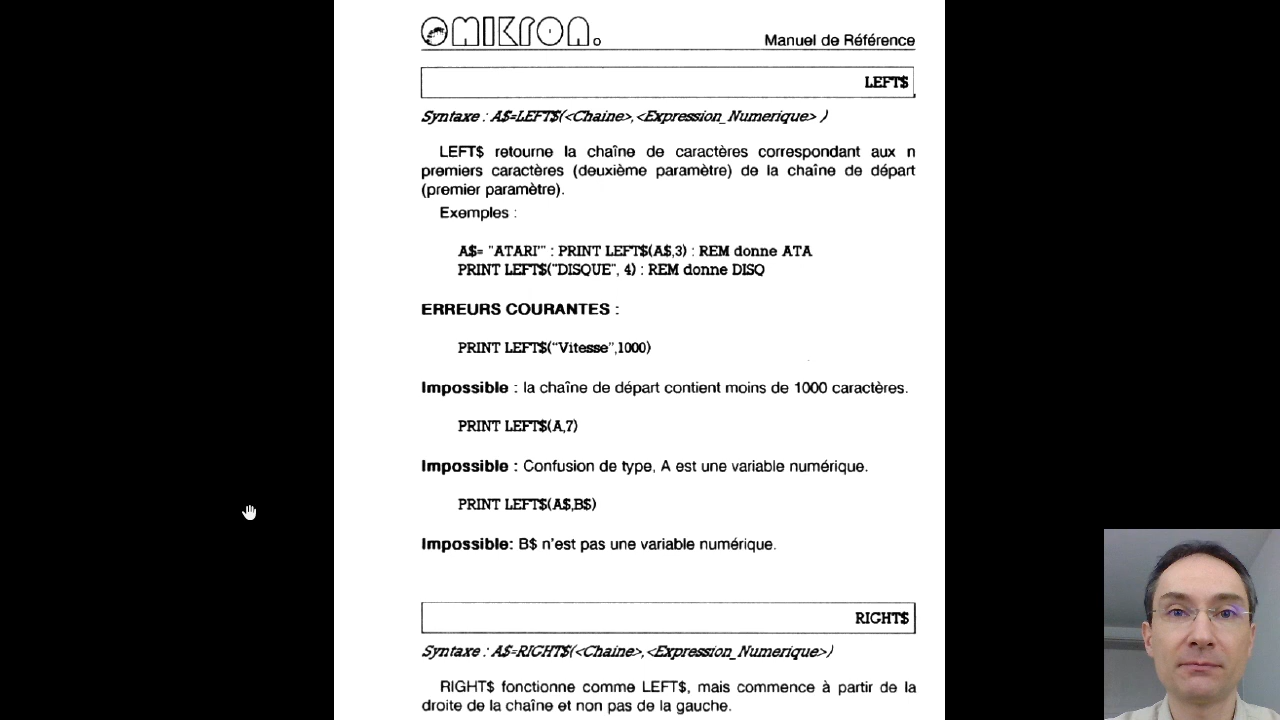 OMIKRON.
Manuel de Référence
LEFT$
Syntaxe : A$=LEFT$(<Chaine>,<Expression_Numerique> )
LEFT$ retourne la chaîne de caractères correspondant aux n
premiers caractères (deuxième paramètre) de la chaîne de départ
(premier paramètre).
Exemples :
A$= "ATARI" : PRINT LEFT$(A$,3) : REM donne ATA
PRINT LEFT$("DISQUE", 4) : REM donne DISQ
ERREURS COURANTES :
PRINT LEFT$("Vitesse",1000)
Impossible : la chaîne de départ contient moins de 1000 caractères.
PRINT LEFT$(A,7)
Impossible : Confusion de type, A est une variable numérique.
PRINT LEFT$(A$,B$)
Impossible: B$ n'est pas une variable numérique.
RIGHT$
Syntaxe : A$=RIGHT$(<Chaine>,<Expression_Numerique>)
RIGHT$ fonctionne comme LEFT$, mais commence à partir de la
droite de la chaîne et non pas de la gauche.